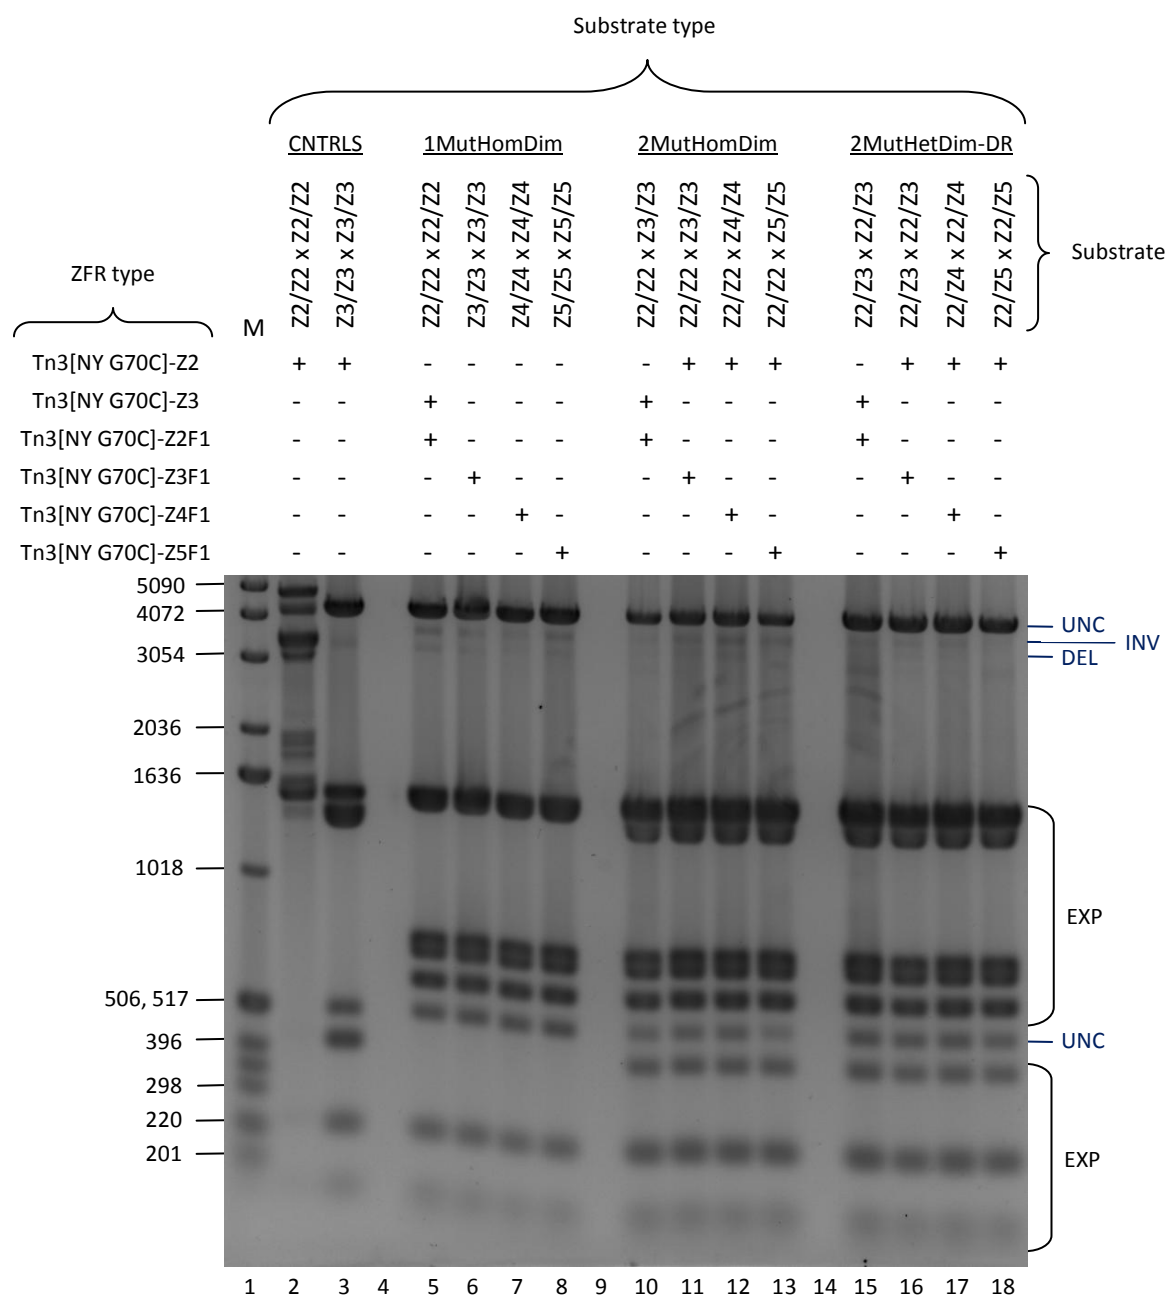 Substrate type
CNTRLS 1MutHomDim 2MutHomDim 2MutHetDim-DR
Z2/Z2 x Z2/Z2
Z3/Z3 x Z3/Z3
Z2/Z2 x Z2/Z2
Z3/Z3 x Z3/Z3
Z4/Z4 x Z4/Z4
Z5/Z5 x Z5/Z5
Z2/Z2 x Z3/Z3
Z2/Z2 x Z3/Z3
Z2/Z2 x Z4/Z4
Z2/Z2 x Z5/Z5
Z2/Z3 x Z2/Z3
Z2/Z3 x Z2/Z3
Z2/Z4 x Z2/Z4
Z2/Z5 x Z2/Z5
Substrate
ZFR type
M
Tn3[NY G70C]-Z2 + + - - - - - + + + - + + +
Tn3[NY G70C]-Z3 - - + - - - + - - - + - - -
Tn3[NY G70C]-Z2F1 - - + - - - + - - - + - - -
Tn3[NY G70C]-Z3F1 - - - + - - - + - - - + - -
Tn3[NY G70C]-Z4F1 - - - - + - - - + - - - + -
Tn3[NY G70C]-Z5F1 - - - - - + - - - + - - - +
5090
4072
UNC
INV
3054
DEL
2036
1636
1018
EXP
506, 517
396
UNC
298
220
201
EXP
1 2 3 4 5 6 7 8 9 10 11 12 13 14 15 16 17 18